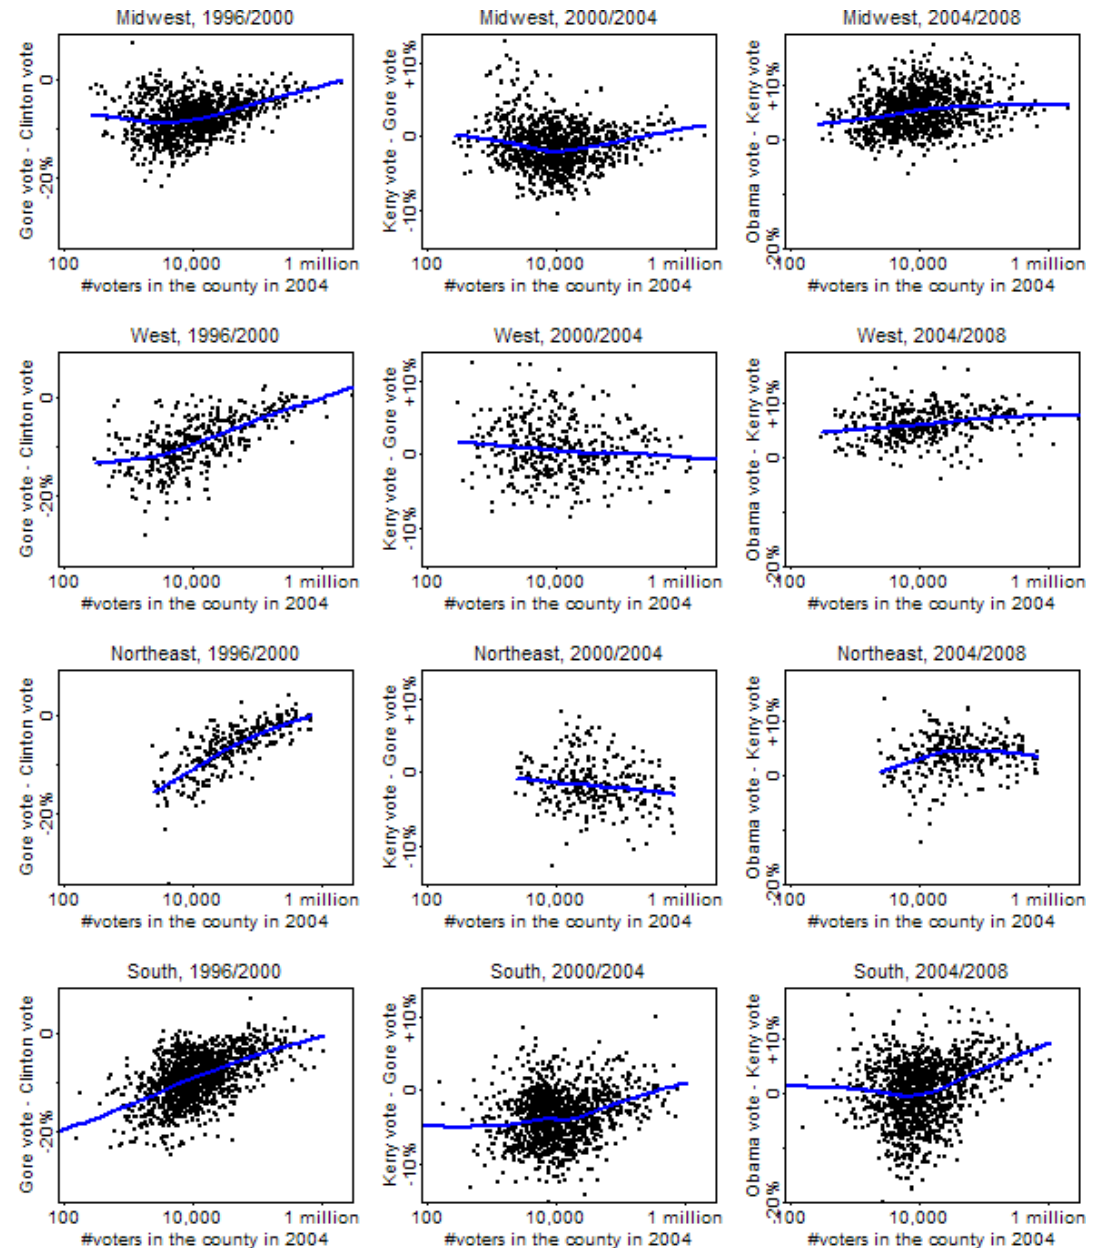 Midwest, 1996/2000
Gore vote - Clinton vote
0
-20%
100 10,000 1 million
#voters in the county in 2004
Midwest, 2000/2004
Kerry vote - Gore vote
+10%
0
-10%
100 10,000 1 million
#voters in the county in 2004
Midwest, 2004/2008
Obama vote - Kerry vote
+10%
0
-20%
100 10,000 1 million
#voters in the county in 2004
West, 1996/2000
Gore vote - Clinton vote
0
-20%
100 10,000 1 million
#voters in the county in 2004
West, 2000/2004
Kerry vote - Gore vote
+10%
0
-10%
100 10,000 1 million
#voters in the county in 2004
West, 2004/2008
Obama vote - Kerry vote
+10%
0
-20%
100 10,000 1 million
#voters in the county in 2004
Northeast, 1996/2000
Gore vote - Clinton vote
0
-20%
100 10,000 1 million
#voters in the county in 2004
Northeast, 2000/2004
Kerry vote - Gore vote
+10%
0
-10%
100 10,000 1 million
#voters in the county in 2004
Northeast, 2004/2008
Obama vote - Kerry vote
+10%
0
-20%
100 10,000 1 million
#voters in the county in 2004
South, 1996/2000
Gore vote - Clinton vote
0
-20%
100 10,000 1 million
#voters in the county in 2004
South, 2000/2004
Kerry vote - Gore vote
+10%
0
-10%
100 10,000 1 million
#voters in the county in 2004
South, 2004/2008
Obama vote - Kerry vote
+10%
0
-20%
100 10,000 1 million
#voters in the county in 2004